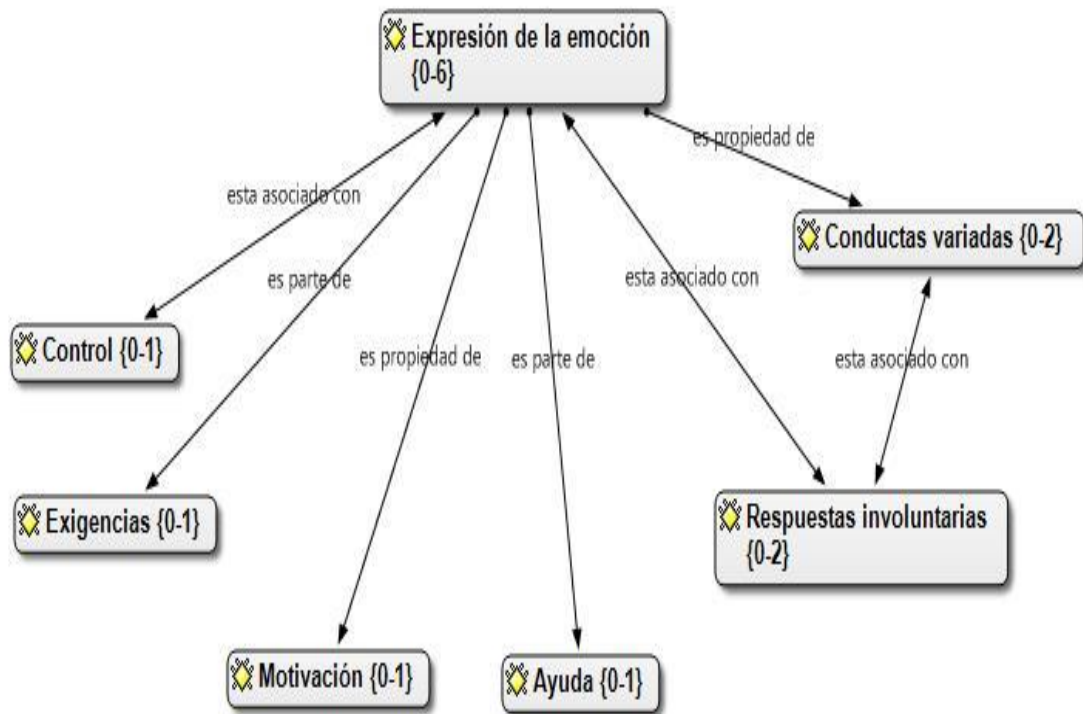 Expresión de la emoción
{0-6}
es propiedad de
esta asociado con
Conductas variadas {0-2}
es parte de
esta asociado con
Control {0-1}
es propiedad de
es parte de
esta asociado con
Exigencias {0-1}
Respuestas involuntarias
{0-2}
Motivación {0-1}
Ayuda {0-1}